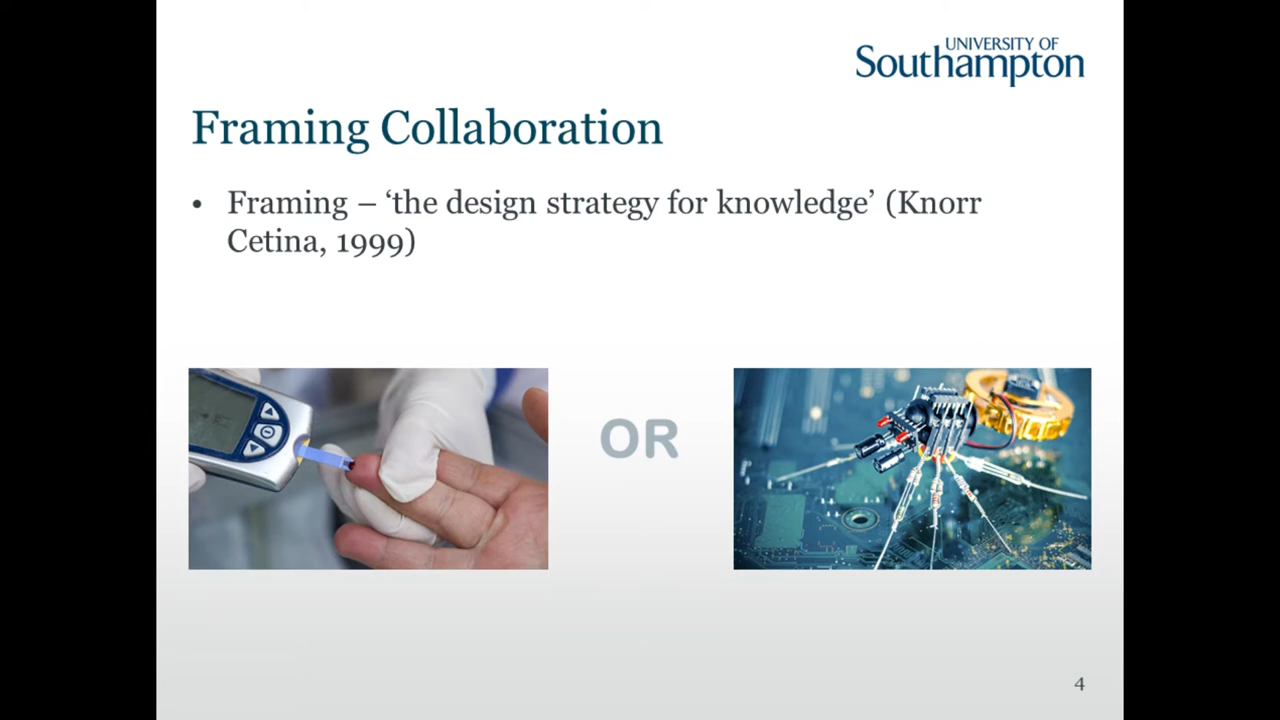 UNIVERSITY OF
Southampton
Framing Collaboration
• Framing – ‘the design strategy for knowledge’ (Knorr
Cetina, 1999)
OR
4